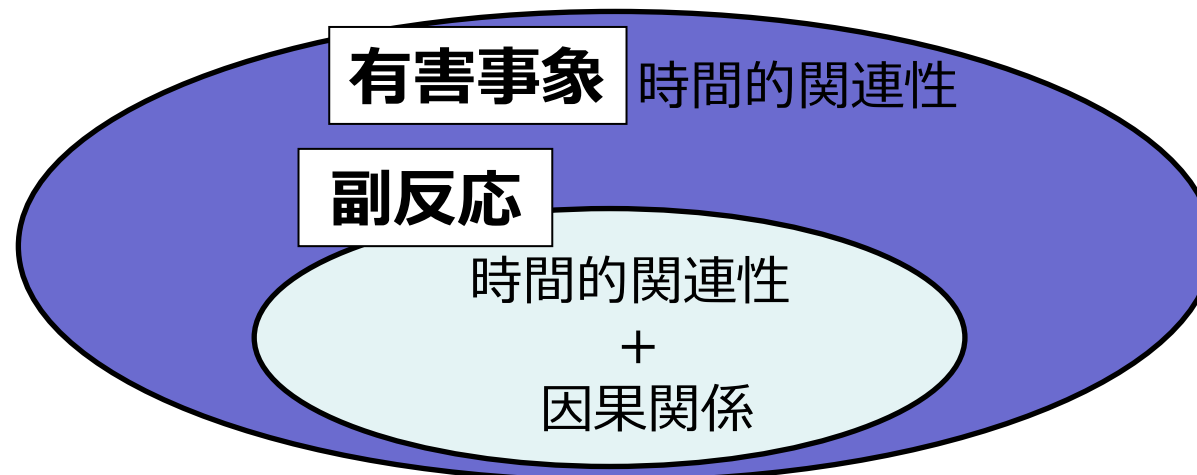 有害事象
時間的関連性
副反応
時間的関連性
+
因果関係